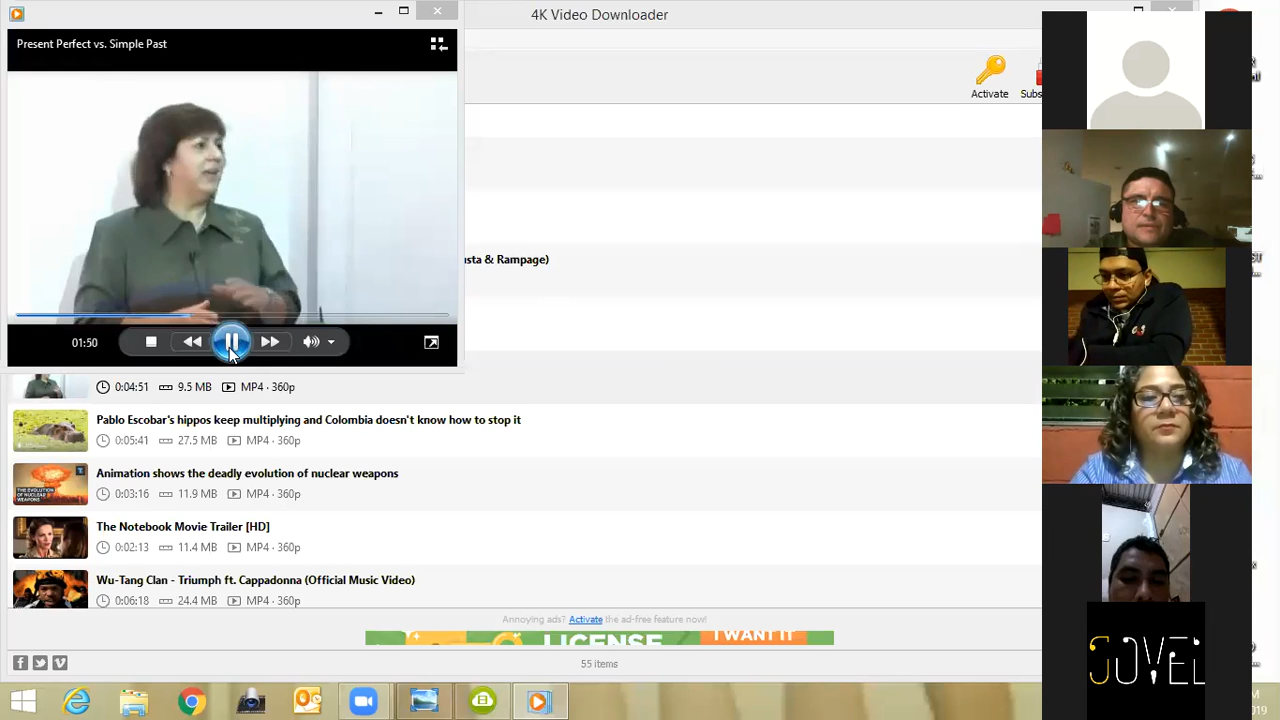 4K Video Downloader
Present Perfect vs. Simple Past
Activate
Subs
usta & Rampage)
01:50
0:04:51 9.5 MB MP4 · 360p
Pablo Escobar's hippos keep multiplying and Colombia doesn't know how to stop it
0:05:41 27.5 MB MP4 · 360p
Animation shows the deadly evolution of nuclear weapons
0:03:16 11.9 MB MP4 · 360p
The Notebook Movie Trailer [HD]
0:02:13 11.4 MB MP4 · 360p
Wu-Tang Clan - Triumph ft. Cappadonna (Official Music Video)
0:06:18 24.4 MB MP4 · 360p
Annoying ads? Activate the ad-free feature now!
LICENSE
I WANT IT
55 items
JOVEL